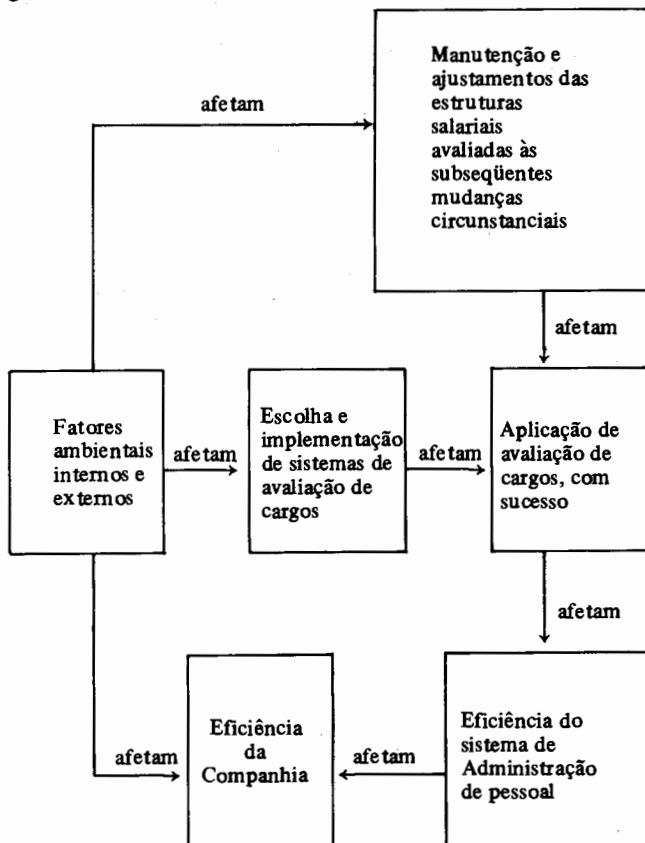 Manutenção e
ajustamentos das
estruturas
salariais
avaliadas às
subseqüentes
mudanças
circunstanciais
afetam
afetam
Fatores
ambientais
internos e
externos
afetam
Escolha e
implementação
de sistemas de
avaliação de
cargos
afetam
Aplicação de
avaliação de
cargos, com
sucesso
afetam
afetam
Eficiência
da
Companhia
afetam
Eficiência do
sistema de
Administração
de pessoal